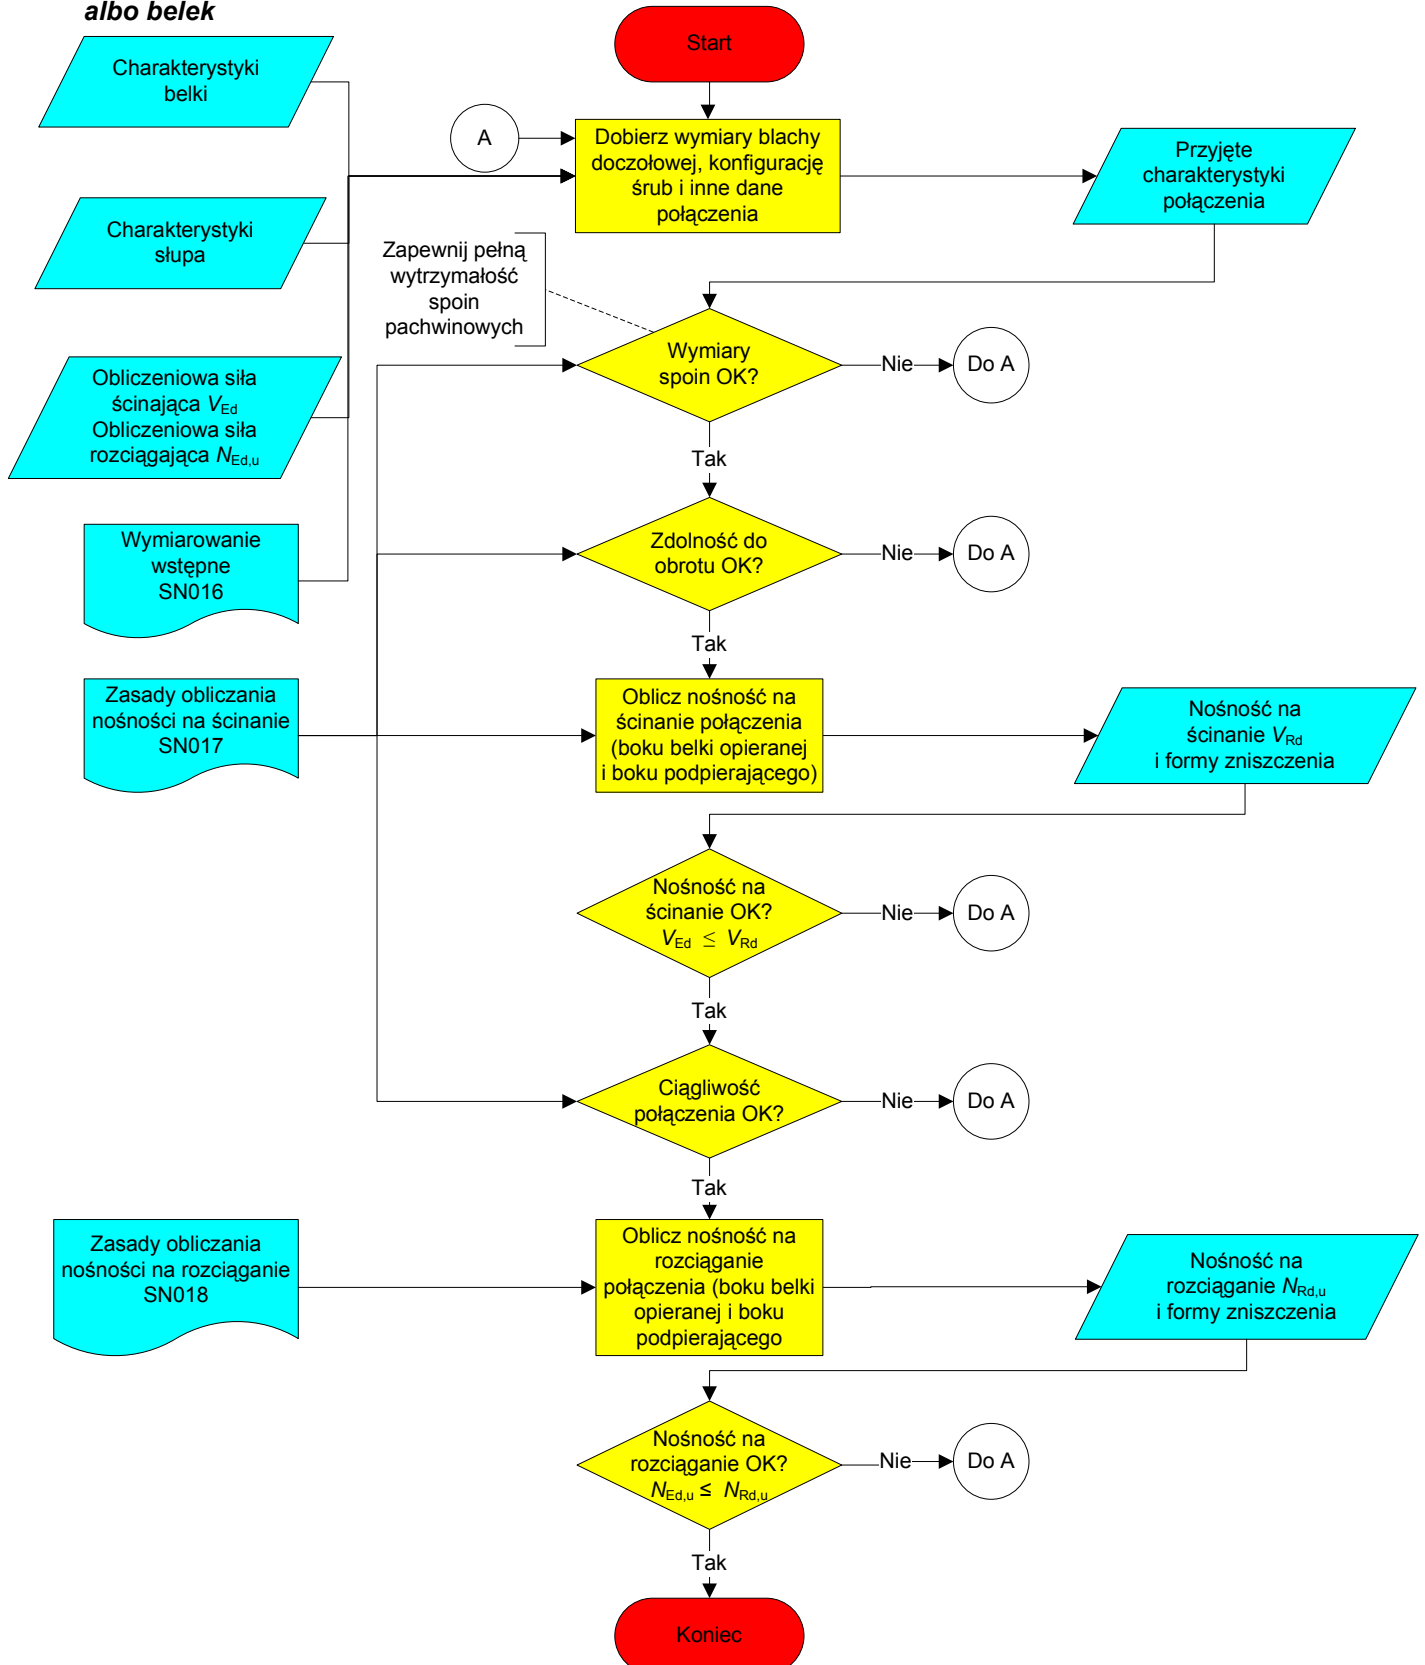 albo belek
Start
Charakterystyki
belki
A
Dobierz wymiary blachy
doczołowej, konfigurację
śrub i inne dane
połączenia
Przyjęte
charakterystyki
połączenia
Charakterystyki
słupa
Zapewnij pełną
wytrzymałość
spoin
pachwinowych
Wymiary
spoin OK?
Nie
Do A
Obliczeniowa siła
ścinająca VEd
Obliczeniowa siła
rozciągająca NEd,u
Tak
Wymiarowanie
wstępne
SN016
Zdolność do
obrotu OK?
Nie
Do A
Tak
Zasady obliczania
nośności na ścinanie
SN017
Oblicz nośność na
ścinanie połączenia
(boku belki opieranej
i boku podpierającego)
Nośność na
ścinanie VRd
i formy zniszczenia
Nośność na
ścinanie OK?
VEd ≤ VRd
Nie
Do A
Tak
Ciągliwość
połączenia OK?
Nie
Do A
Tak
Zasady obliczania
nośności na rozciąganie
SN018
Oblicz nośność na
rozciąganie
połączenia (boku belki
opieranej i boku
podpierającego
Nośność na
rozciąganie NRd,u
i formy zniszczenia
Nośność na
rozciąganie OK?
NEd,u ≤ NRd,u
Nie
Do A
Tak
Koniec